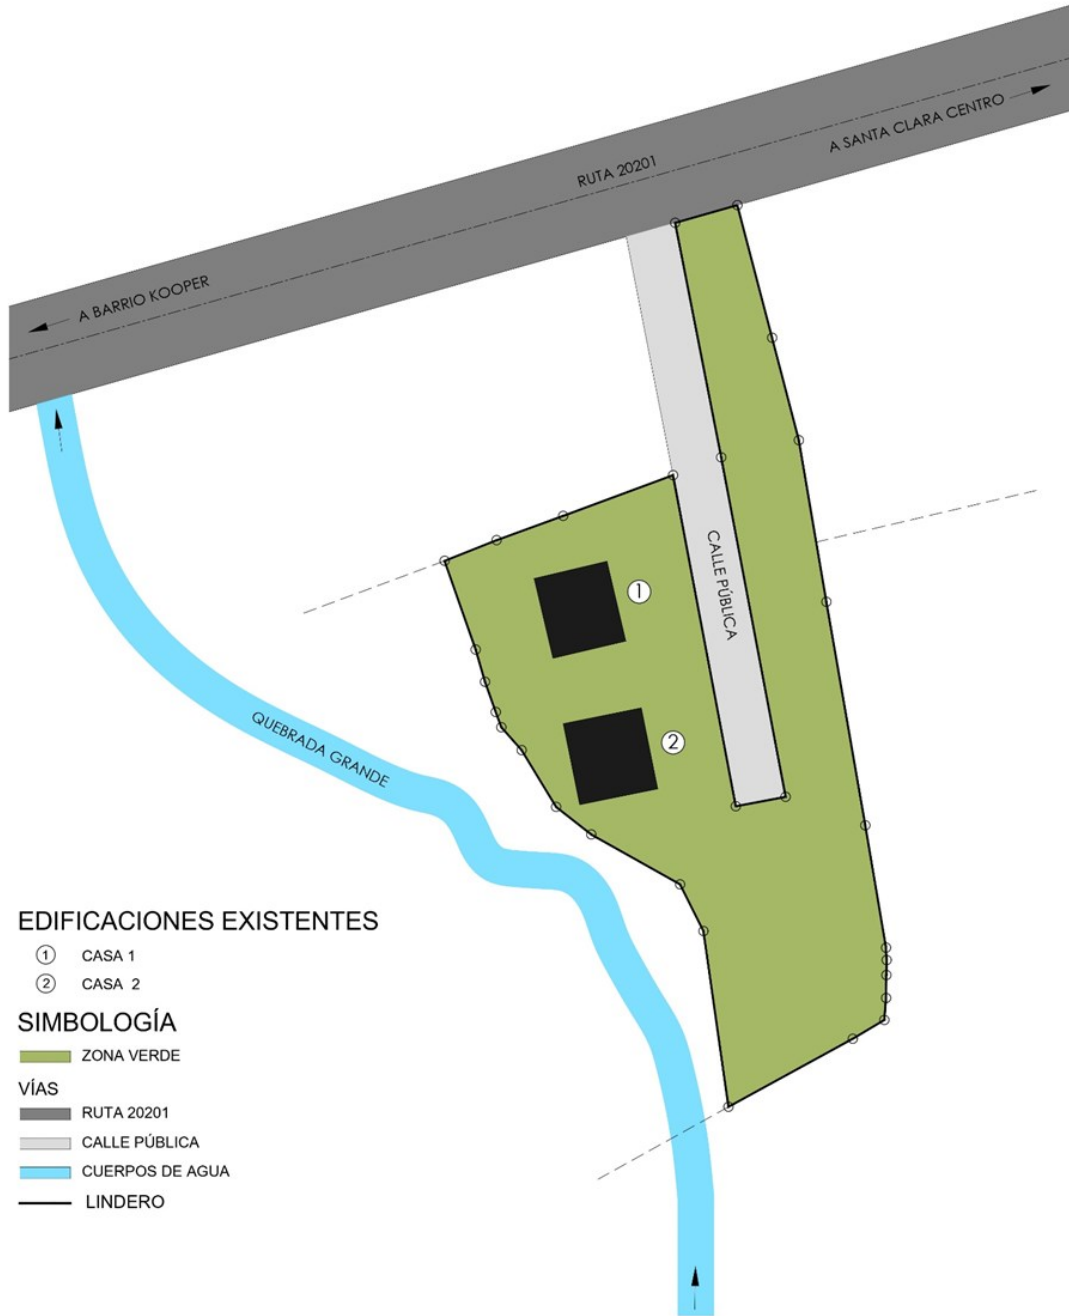 A SANTA CLARA CENTRO
RUTA 20201
A BARRIO KOOPER
CALLE PÚBLICA
1
2
QUEBRADA GRANDE
EDIFICACIONES EXISTENTES
1 CASA 1
2 CASA 2
SIMBOLOGÍA
ZONA VERDE
VÍAS
RUTA 20201
CALLE PÚBLICA
CUERPOS DE AGUA
LINDERO